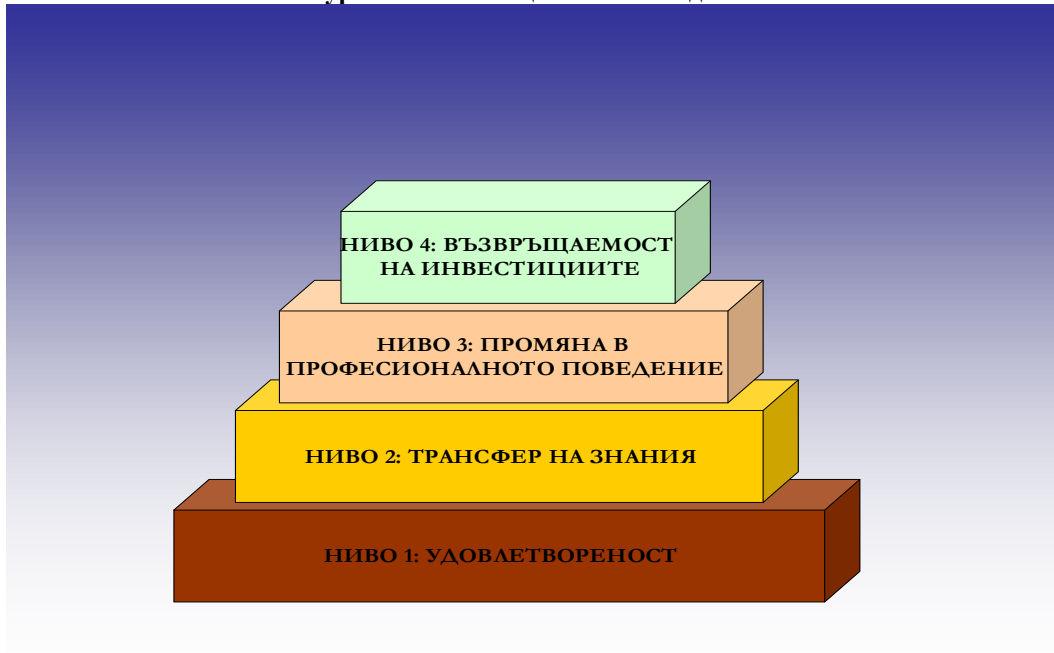 НИВО 4: ВЪЗВРЪЩАЕМОСТ
НА ИНВЕСТИЦИИТЕ
НИВО 3: ПРОМЯНА В
ПРОФЕСИОНАЛНОТО ПОВЕДЕНИЕ
НИВО 2: ТРАНСФЕР НА ЗНАНИЯ
НИВО 1: УДОВЛЕТВОРЕНОСТ